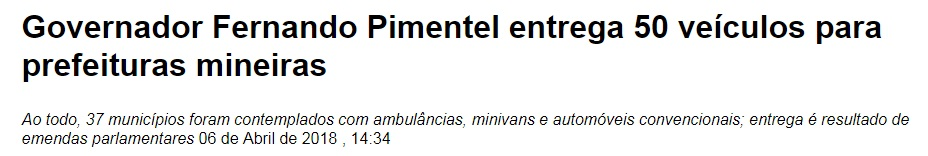 Governador Fernando Pimentel entrega 50 veículos para
prefeituras mineiras
Ao todo, 37 municípios foram contemplados com ambulâncias, minivans e automóveis convencionais; entrega é resultado de
emendas parlamentares 06 de Abril de 2018 , 14:34